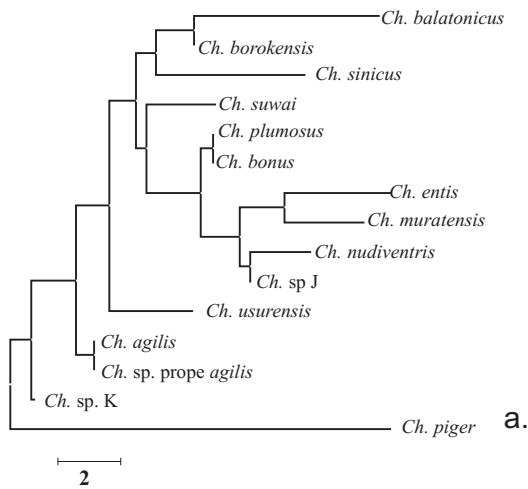 Ch. balatonicus
Ch. borokensis
Ch. sinicus
Ch. suwai
Ch. plumosus
Ch. bonus
Ch. entis
Ch. muratensis
Ch. nudiventris
Ch. sp J
Ch. usurensis
Ch. agilis
Ch. sp. prope agilis
Ch. sp. K
Ch. piger
a.
2